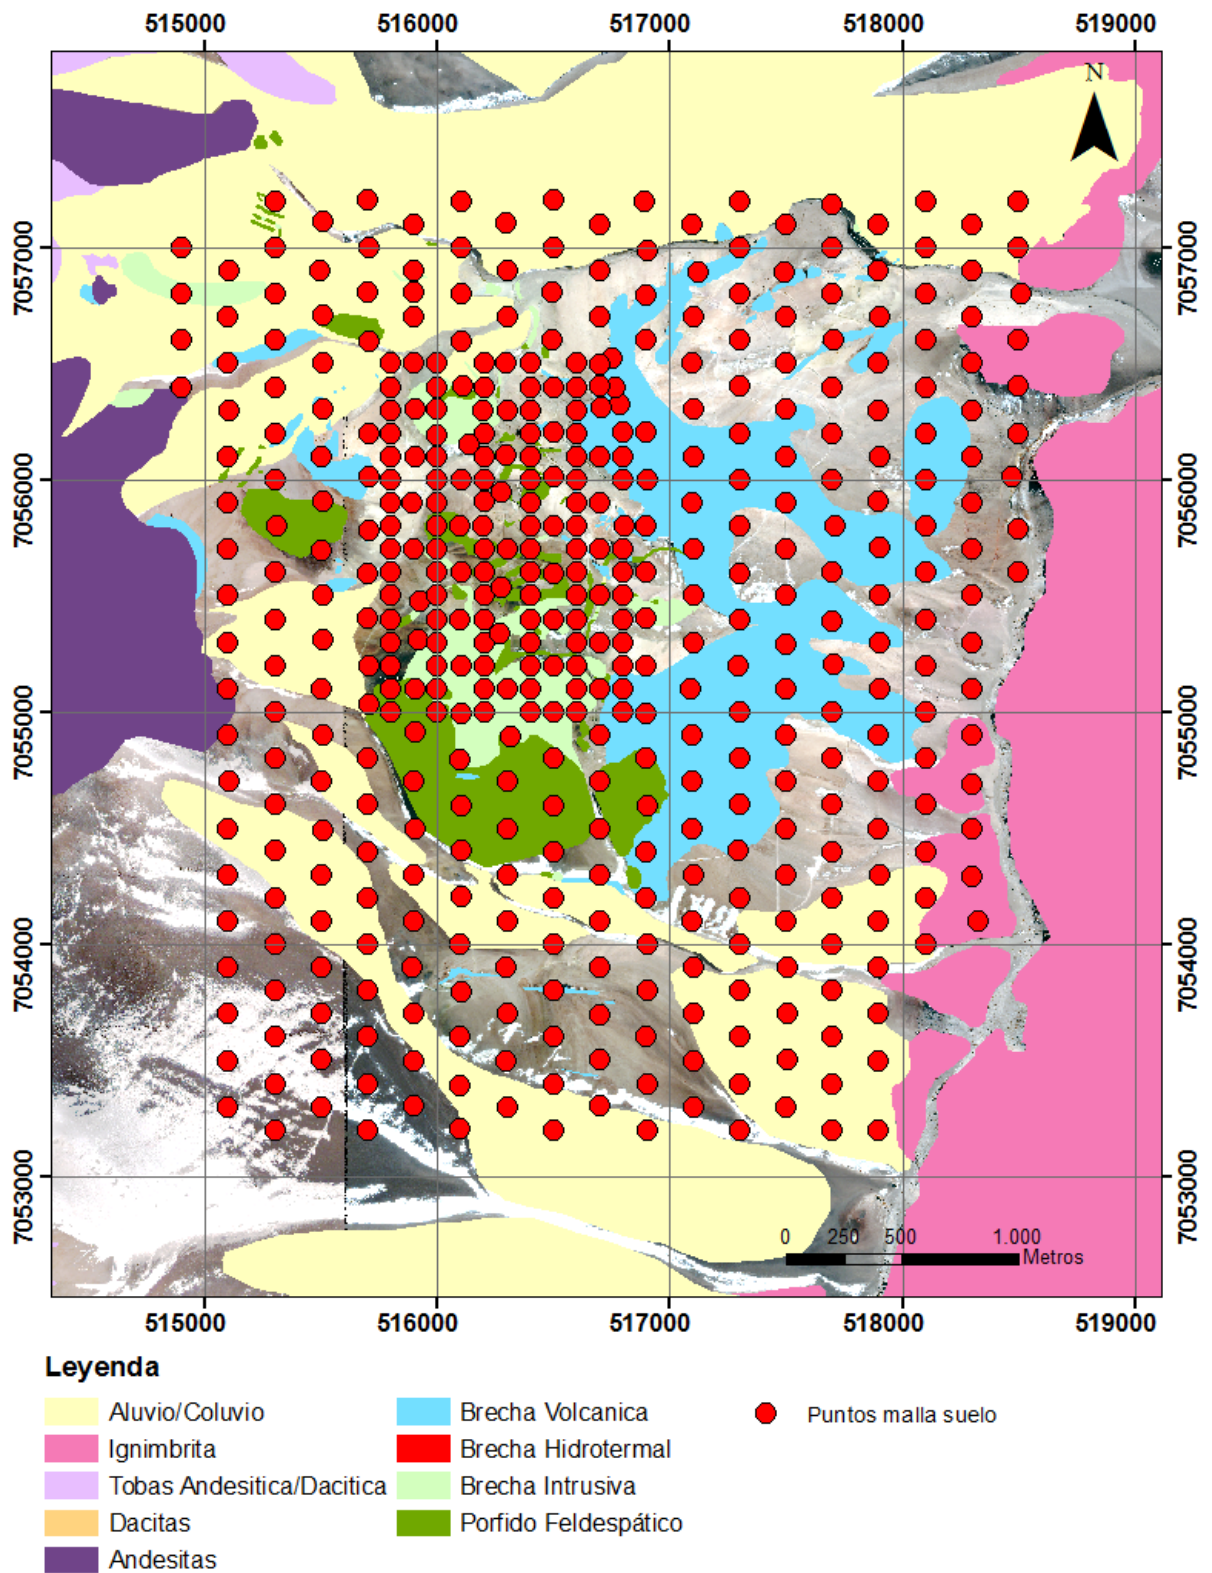 515000 516000 517000 518000 519000
N
7057000 7057000
7056000 7056000
7055000 7055000
7054000 7054000
7053000 7053000
0 250 500 1.000
Metros
515000 516000 517000 518000 519000
Leyenda
Aluvio/Coluvio
Ignimbrita
Tobas Andesitica/Dacitica
Dacitas
Andesitas
Brecha Volcanica
Brecha Hidrotermal
Brecha Intrusiva
Porfido Feldespático
Puntos malla suelo